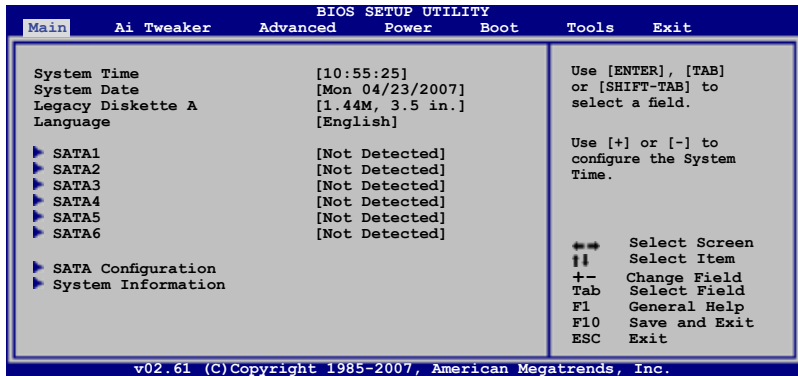 BIOS SETUP UTILITY
Main Ai Tweaker Advanced Power Boot Tools Exit
System Time [10:55:25]
System Date [Mon 04/23/2007]
Legacy Diskette A [1.44M, 3.5 in.]
Language [English]
SATA1 [Not Detected]
SATA2 [Not Detected]
SATA3 [Not Detected]
SATA4 [Not Detected]
SATA5 [Not Detected]
SATA6 [Not Detected]
SATA Configuration
System Information
Use [ENTER], [TAB]
or [SHIFT-TAB] to
select a field.
Use [+] or [-] to
configure the System
Time.
←→ Select Screen
↑↓ Select Item
+- Change Field
Tab Select Field
F1 General Help
F10 Save and Exit
ESC Exit
v02.61 (C)Copyright 1985-2007, American Megatrends, Inc.